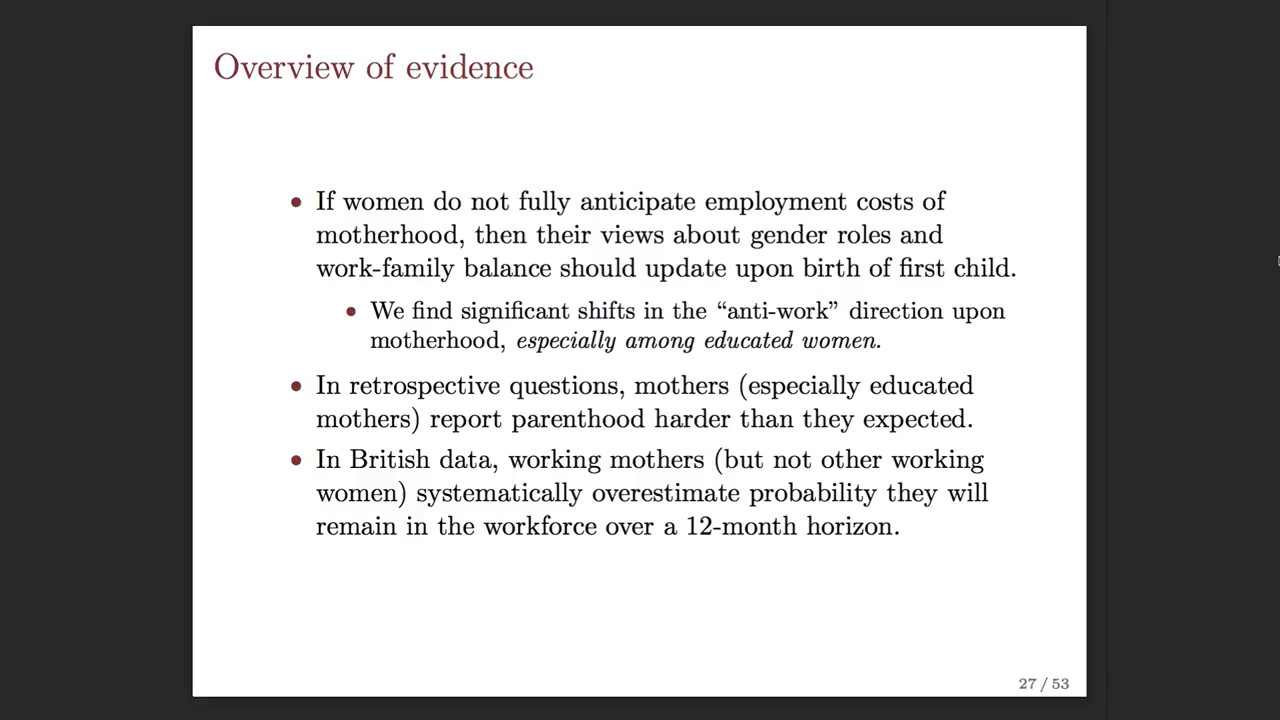 Overview of evidence
• If women do not fully anticipate employment costs of
motherhood, then their views about gender roles and
work-family balance should update upon birth of first child.
• We find significant shifts in the “anti-work” direction upon
motherhood, especially among educated women.
• In retrospective questions, mothers (especially educated
mothers) report parenthood harder than they expected.
• In British data, working mothers (but not other working
women) systematically overestimate probability they will
remain in the workforce over a 12-month horizon.
27 / 53